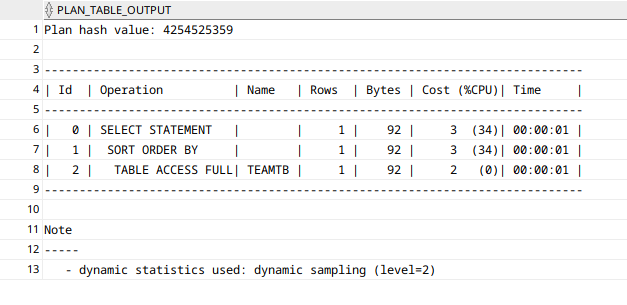 PLAN_TABLE_OUTPUT
1 Plan hash value: 4254525359
2
3 -----------------------------------------------------------------------------
4 | Id  | Operation          | Name   | Rows  | Bytes | Cost (%CPU)| Time     |
5 -----------------------------------------------------------------------------
6 |   0 | SELECT STATEMENT   |        |     1 |    92 |     3  (34)| 00:00:01 |
7 |   1 |  SORT ORDER BY     |        |     1 |    92 |     3  (34)| 00:00:01 |
8 |   2 |   TABLE ACCESS FULL| TEAMTB |     1 |    92 |     2   (0)| 00:00:01 |
9 -----------------------------------------------------------------------------
10
11 Note
12 -----
13    - dynamic statistics used: dynamic sampling (level=2)